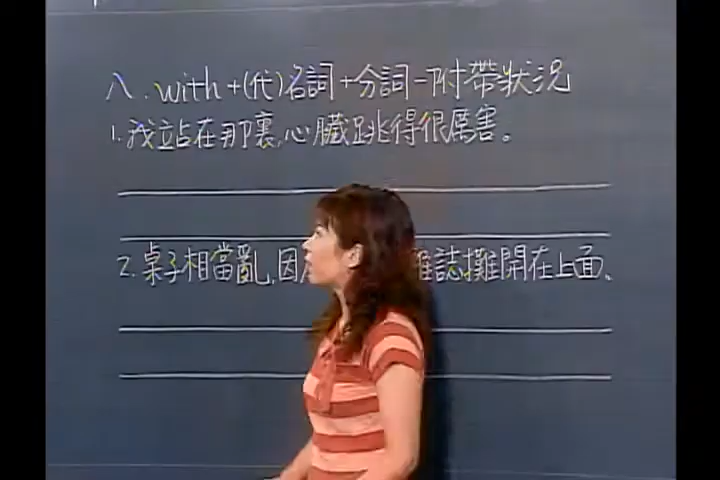 八. with+(代)名詞+分詞-附帶狀況
1. 我站在那裏,心臟跳得很厲害。
2. 桌子相當亂,因 雜誌攤開在上面。